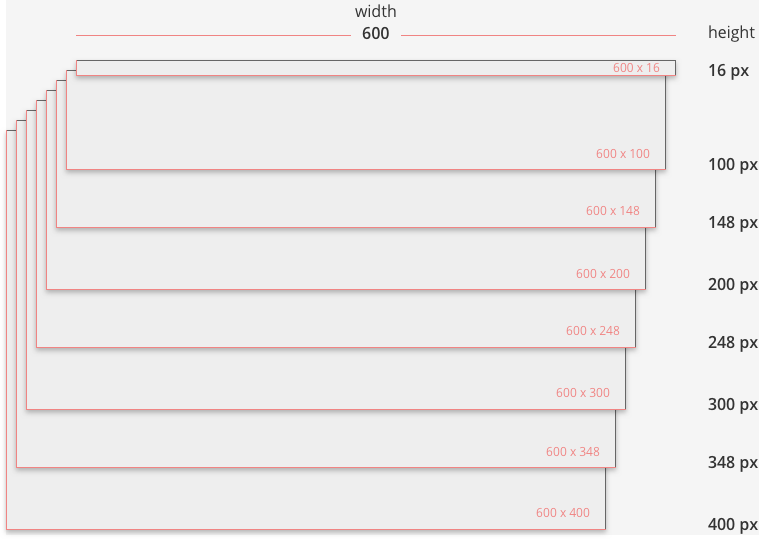 width
600
height
600 x 16
16 px
600 x 100
100 px
600 x 148
148 px
600 x 200
200 px
600 x 248
248 px
600 x 300
300 px
600 x 348
348 px
600 x 400
400 px